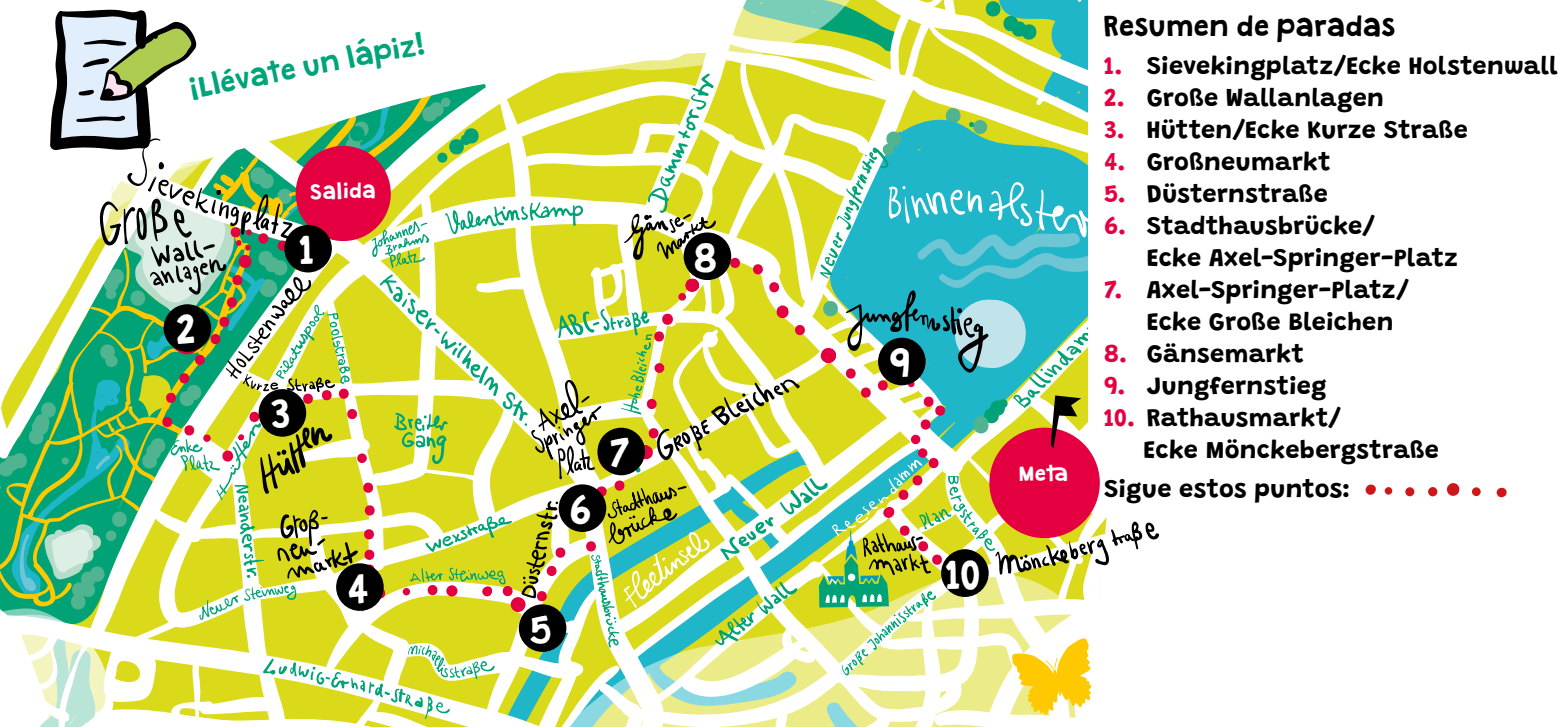 ¡Llévate un lápiz!
Sievekingplatz
Salida
Große
Wall-
anlagen
1
2
Holstenwall
Johannes-
Brahms
Platz
Valentinskamp
Dammtorstr
Gänse-
markt
8
Neuer Jungfernstieg
Binnenalster
Jungfernstieg
9
Ballindamm
Kaiser-Wilhelm Str.
ABC-Straße
Hohe Bleichen
Pilatuspool
Poolstraße
Kurze Straße
3
Hütten
Hütten
Enke
Platz
Breiter
Gang
Axel-
Springer
Platz
7
Große Bleichen
6
Stadthaus-
brücke
Neanderstr.
Groß-
neu-
markt
4
Wexstraße
Alter Steinweg
Neuer Steinweg
Düsternstr.
5
Stadthausbrücke
Fleetinsel
Neuer Wall
Alter Wall
Reesendamm
Rathaus-
markt
Plan
Bergstraße
10
Mönckeberg traße
Große Johannisstraße
Michaelisstraße
Ludwig-Erhard-Straße
Meta
Resumen de paradas
1. Sievekingplatz/Ecke Holstenwall
2. Große Wallanlagen
3. Hütten/Ecke Kurze Straße
4. Großneumarkt
5. Düsternstraße
6. Stadthausbrücke/
Ecke Axel-Springer-Platz
7. Axel-Springer-Platz/
Ecke Große Bleichen
8. Gänsemarkt
9. Jungfernstieg
10. Rathausmarkt/
Ecke Mönckebergstraße
Sigue estos puntos: